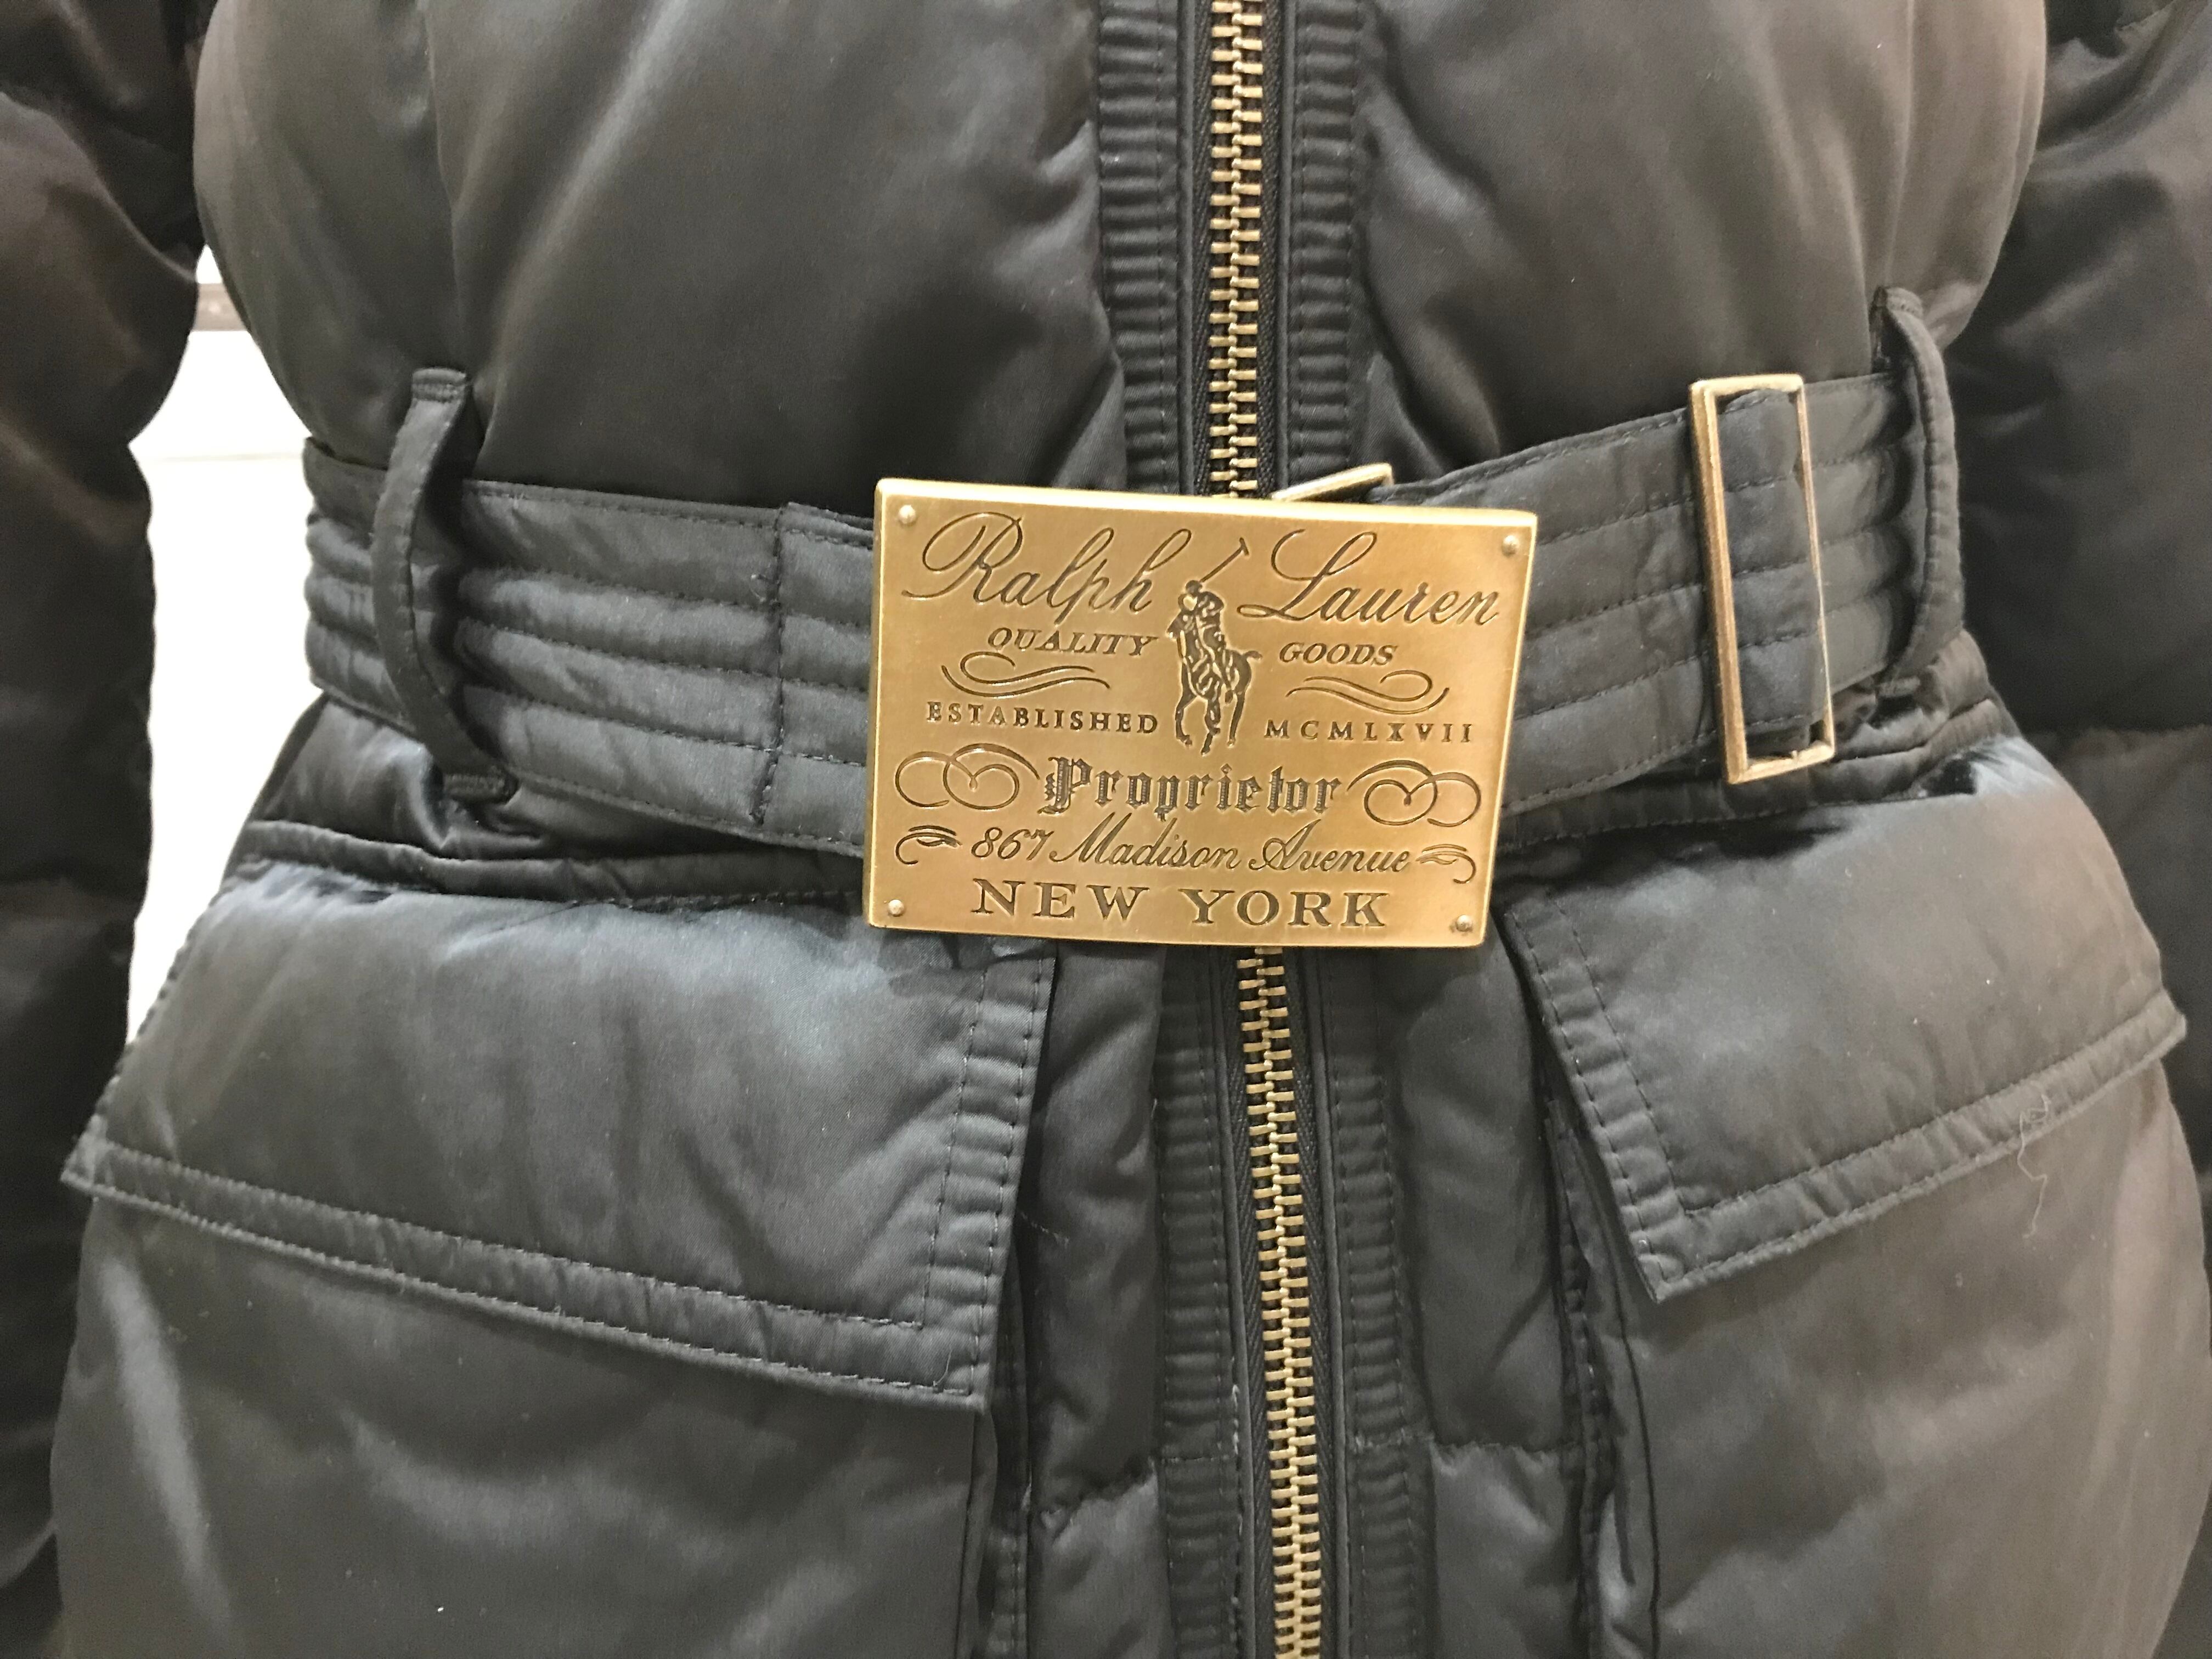 Ralph Lauren
QUALITY GOODS
ESTABLISHED MCMLXVII
Proprietor
867 Madison Avenue
NEW YORK